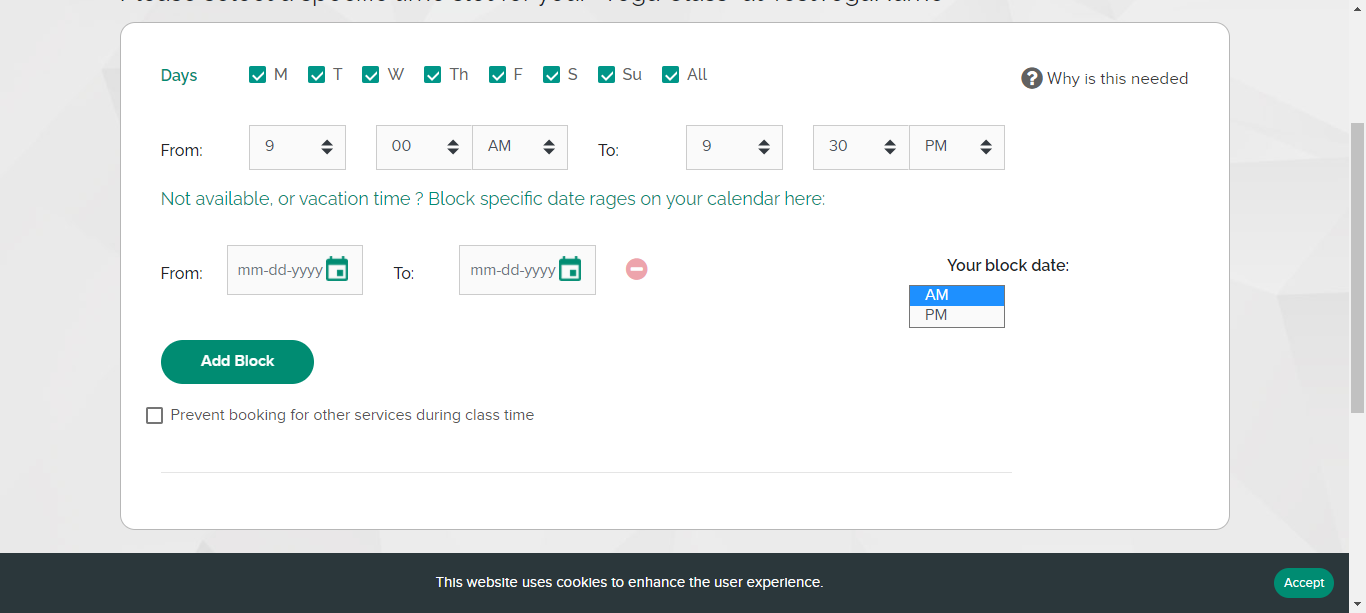 Days M T W Th F S Su All
Why is this needed
From: 9 00 AM To: 9 30 PM
Not available, or vacation time ? Block specific date rages on your calendar here:
From: mm-dd-yyyy To: mm-dd-yyyy
Your block date:
AM
PM
Add Block
Prevent booking for other services during class time
This website uses cookies to enhance the user experience.
Accept